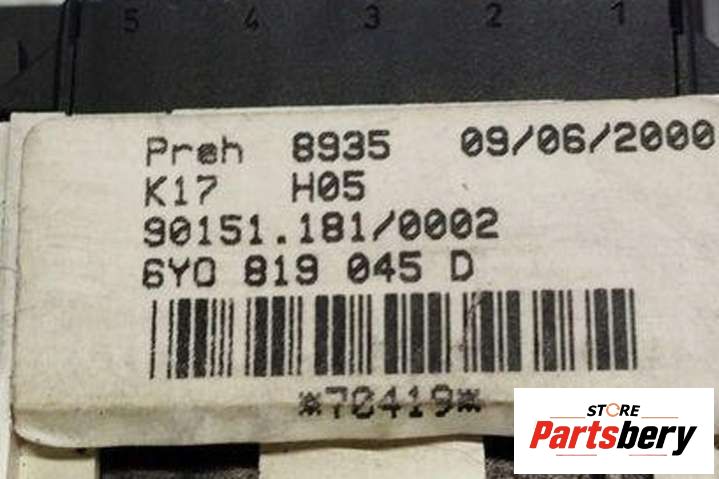 5 4 3 2 1
Preh 8935 09/06/2000
K17 H05
90151.181/0002
6Y0 819 045 D
*70419*
STORE
Partsbery